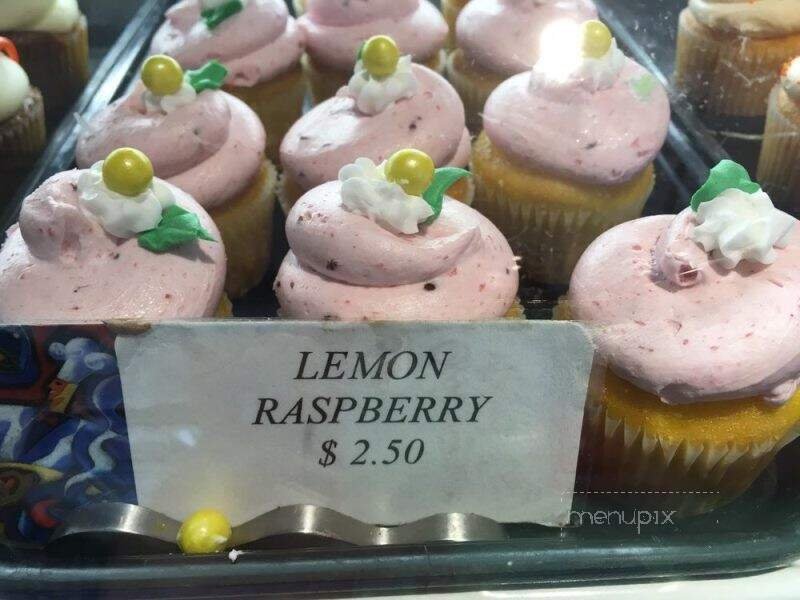 LEMON
RASPBERRY
$ 2.50
menupix